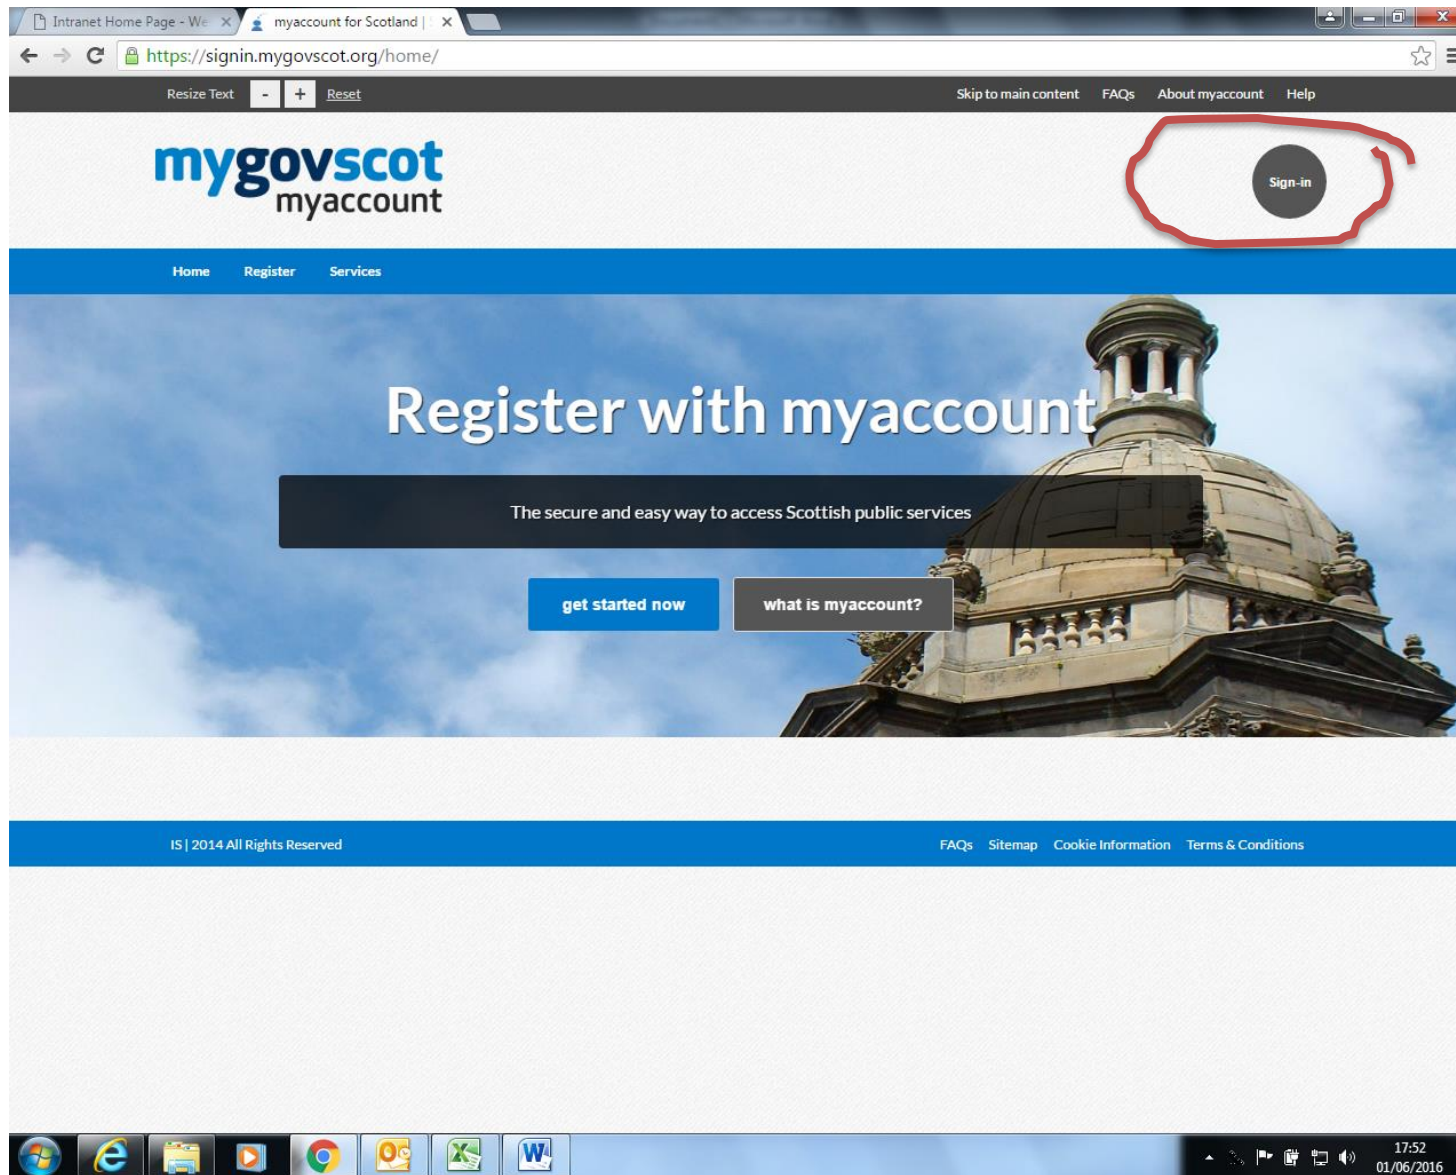 Intranet Home Page - We
myaccount for Scotland | S
https://signin.mygovscot.org/home/
Resize Text - + Reset Skip to main content FAQs About myaccount Help
mygovscot
myaccount
Sign-in
Home Register Services
Register with myaccount
The secure and easy way to access Scottish public services
get started now what is myaccount?
IS | 2014 All Rights Reserved FAQs Sitemap Cookie Information Terms & Conditions
17:52
01/06/2016